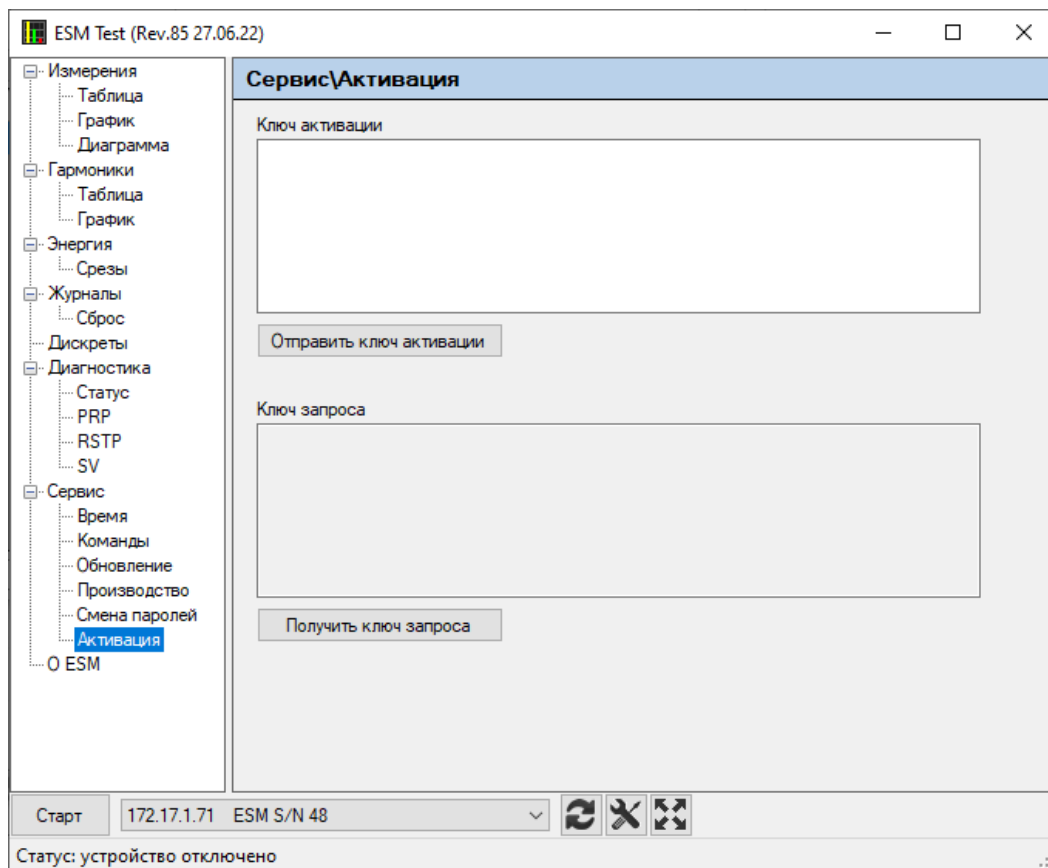 ESM Test (Rev.85 27.06.22)
Измерения
Таблица
График
Диаграмма
Гармоники
Таблица
График
Энергия
Срезы
Журналы
Сброс
Дискреты
Диагностика
Статус
PRP
RSTP
SV
Сервис
Время
Команды
Обновление
Производство
Смена паролей
Активация
О ESM
Сервис\Активация
Ключ активации
Отправить ключ активации
Ключ запроса
Получить ключ запроса
Старт
172.17.1.71 ESM S/N 48
Статус: устройство отключено